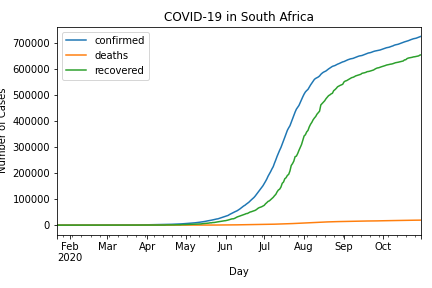 COVID-19 in South Africa
confirmed
deaths
recovered
700000
600000
500000
400000
300000
200000
100000
0
Number of Cases
Feb Mar Apr May Jun Jul Aug Sep Oct
2020
Day